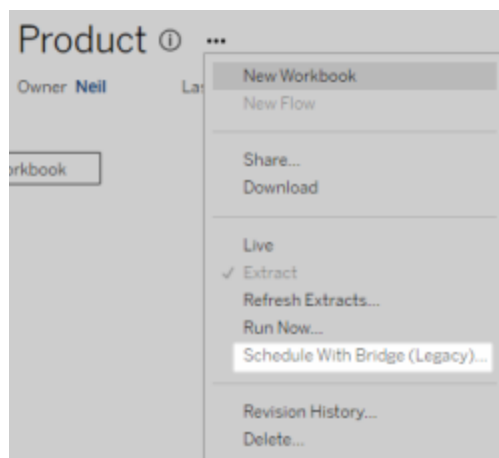 Product ⓘ ...
Owner Neil La
New Workbook
New Flow
Share...
orkbook
Download
Live
✓ Extract
Refresh Extracts...
Run Now...
Schedule With Bridge (Legacy)...
Revision History...
Delete...